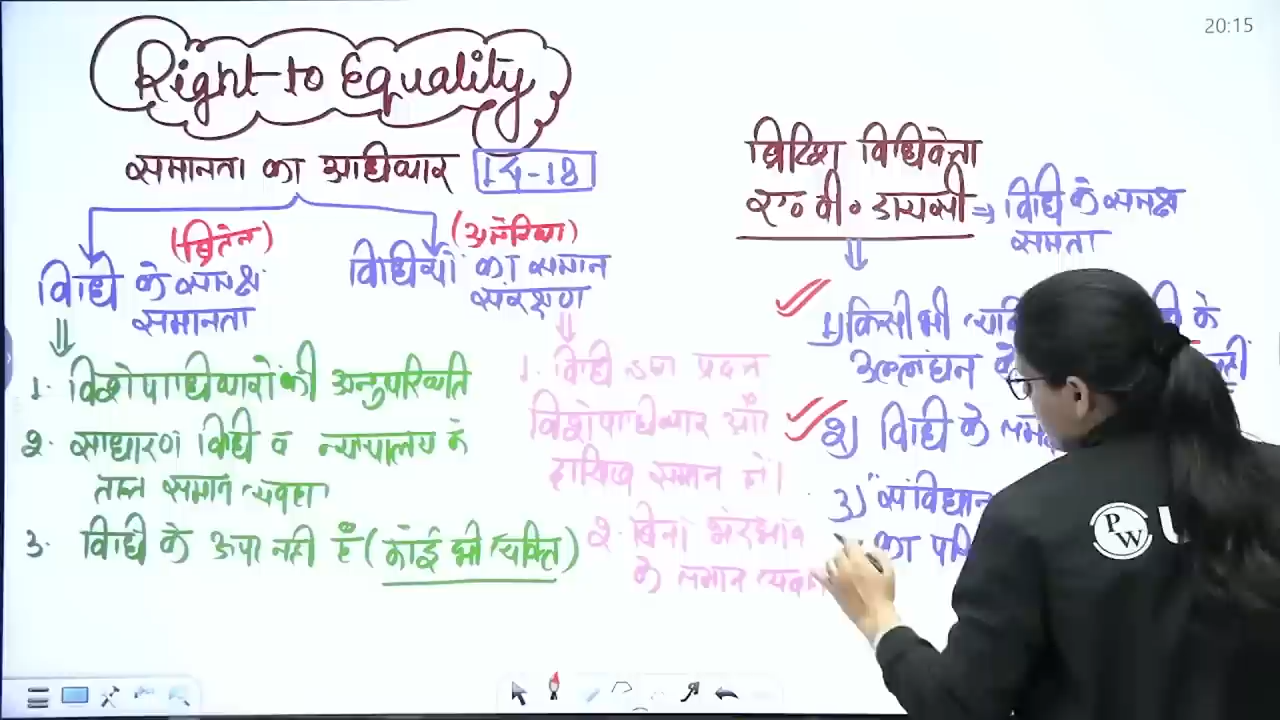 20:15
Right to Equality
समानता का अधिकार 14-18
(ब्रिटेन)
विधि के समक्ष
समानता
(अमेरिका)
विधियों का समान
संरक्षण
1. विशेषाधिकारों की अनुपस्थिति
2. साधारण विधि व न्यायालय के
तहत समान व्यवहार
3. विधि के ऊपर नहीं है (कोई भी व्यक्ति)
1. विधि द्वारा प्रदत्त
विशेषाधिकार और
दायित्व समान हो।
2. बिना भेदभाव
के समान
ब्रिटिश विधिवेत्ता
ए० वी० डायसी ⇒ विधि के समक्ष
समता
1) किसी भी के
उल्लंघन
2) विधि के
3) "संविधान
का
PW